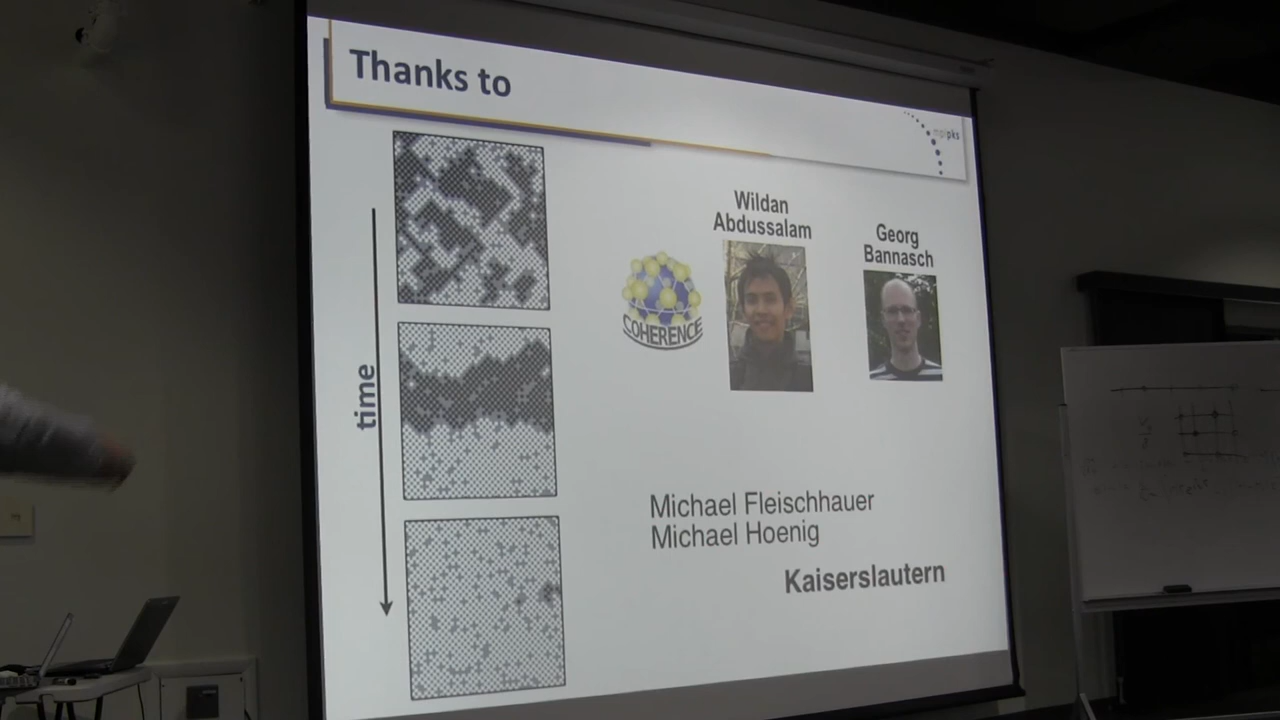 Thanks to
mpipks
Wildan
Abdussalam
Georg
Bannasch
COHERENCE
time
Michael Fleischhauer
Michael Hoenig
Kaiserslautern